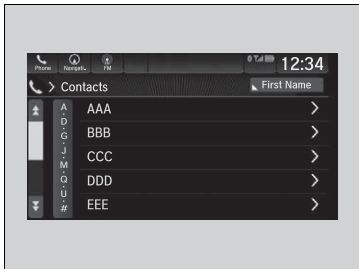 Phone Navigati.. FM 12:34
Contacts First Name
A AAA
D
G BBB
J
M CCC
Q DDD
U
# EEE